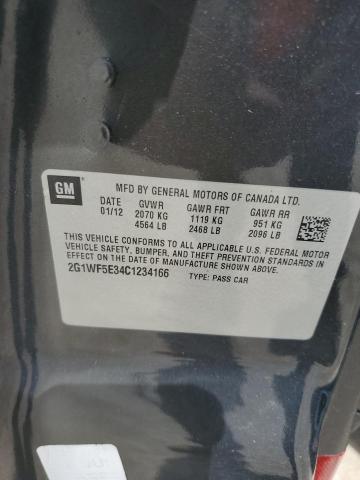 GM
MFD BY GENERAL MOTORS OF CANADA LTD.
DATE GVWR GAWR FRT GAWR RR
01/12 2070 KG 1119 KG 951 KG
4564 LB 2468 LB 2096 LB
THIS VEHICLE CONFORMS TO ALL APPLICABLE U.S. FEDERAL MOTOR
VEHICLE SAFETY, BUMPER, AND THEFT PREVENTION STANDARDS IN
EFFECT ON THE DATE OF MANUFACTURE SHOWN ABOVE.
2G1WF5E34C1234166 TYPE: PASS CAR